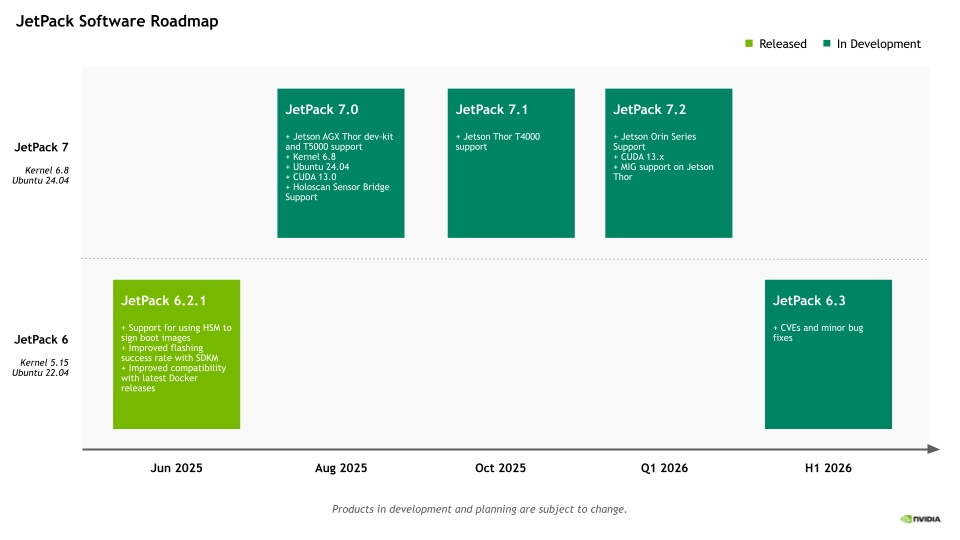 JetPack Software Roadmap
Released
In Development
JetPack 7
Kernel 6.8
Ubuntu 24.04
JetPack 7.0
+ Jetson AGX Thor dev-kit
and T5000 support
+ Kernel 6.8
+ Ubuntu 24.04
+ CUDA 13.0
+ Holoscan Sensor Bridge
Support
JetPack 7.1
+ Jetson Thor T4000
support
JetPack 7.2
+ Jetson Orin Series
Support
+ CUDA 13.x
+ MIG support on Jetson
Thor
JetPack 6
Kernel 5.15
Ubuntu 22.04
JetPack 6.2.1
+ Support for using HSM to
sign boot images
+ Improved flashing
success rate with SDKM
+ Improved compatibility
with latest Docker
releases
JetPack 6.3
+ CVEs and minor bug
fixes
Jun 2025
Aug 2025
Oct 2025
Q1 2026
H1 2026
Products in development and planning are subject to change.
NVIDIA